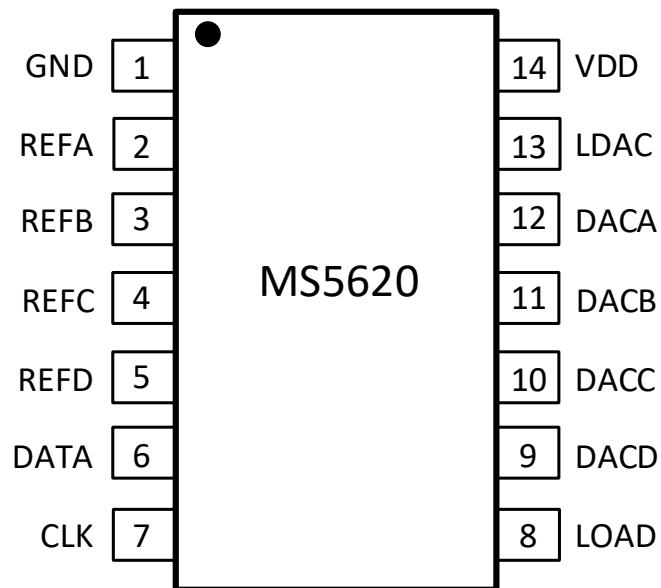 GND 1 14 VDD
REFA 2 13 LDAC
REFB 3 12 DACA
MS5620
REFC 4 11 DACB
REFD 5 10 DACC
DATA 6 9 DACD
CLK 7 8 LOAD